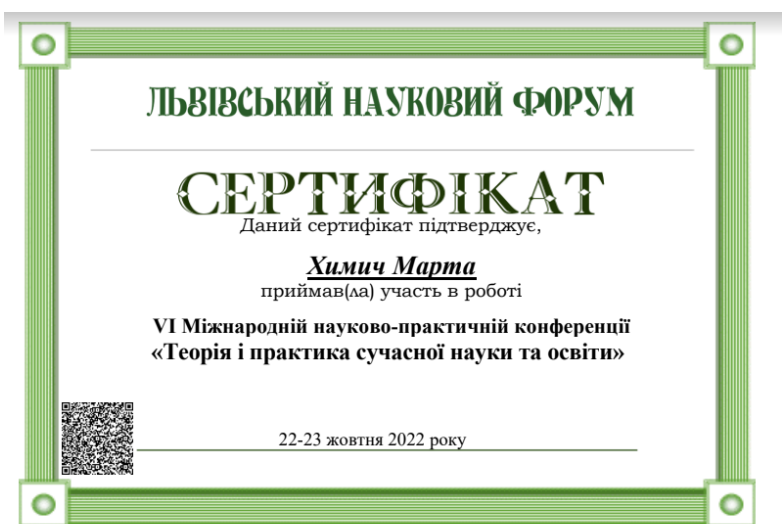 ЛЬВІВСЬКИЙ НАУКОВИЙ ФОРУМ
СЕРТИФІКАТ
Даний сертифікат підтверджує,
Химич Марта
приймав(ла) участь в роботі
VI Міжнародній науково-практичній конференції
«Теорія і практика сучасної науки та освіти»
22-23 жовтня 2022 року